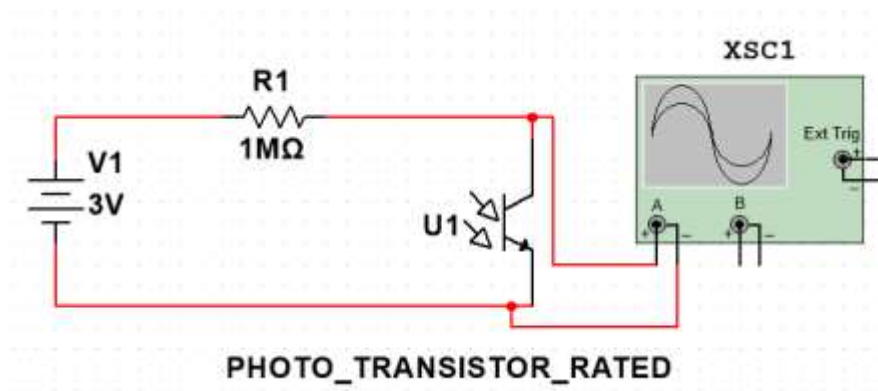 XSC1
R1
1MΩ
Ext Trig
+
−
V1
3V
U1
A
B
+
−
+
−
PHOTO_TRANSISTOR_RATED